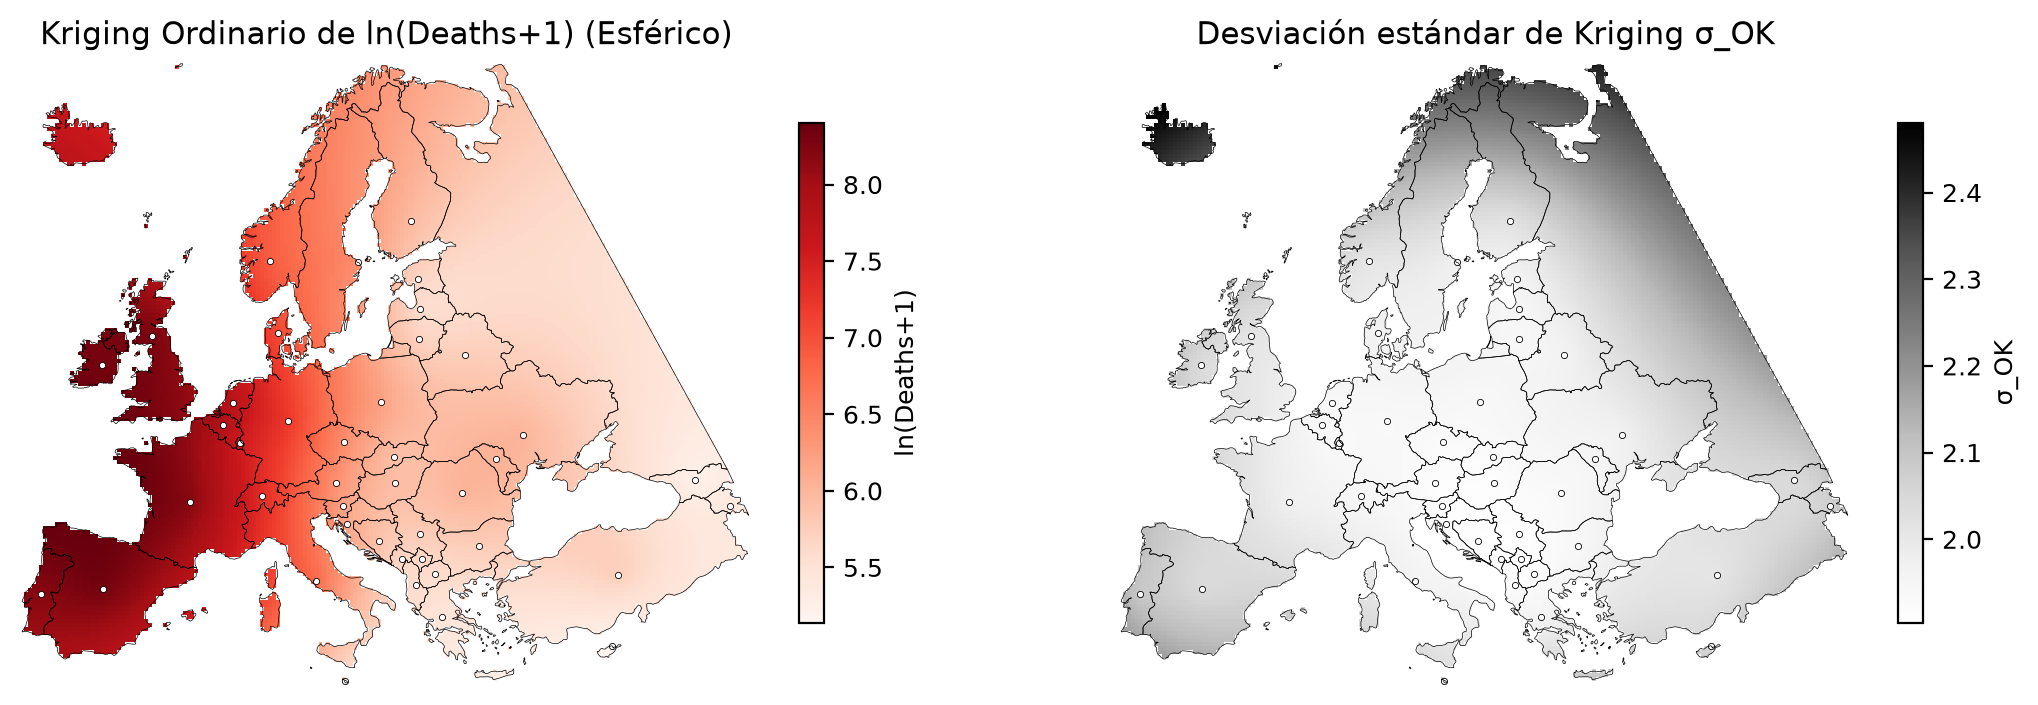 Kriging Ordinario de ln(Deaths+1) (Esférico)
8.0
7.5
7.0
6.5
6.0
5.5
ln(Deaths+1)
Desviación estándar de Kriging σ_OK
2.4
2.3
2.2
2.1
2.0
σ_OK